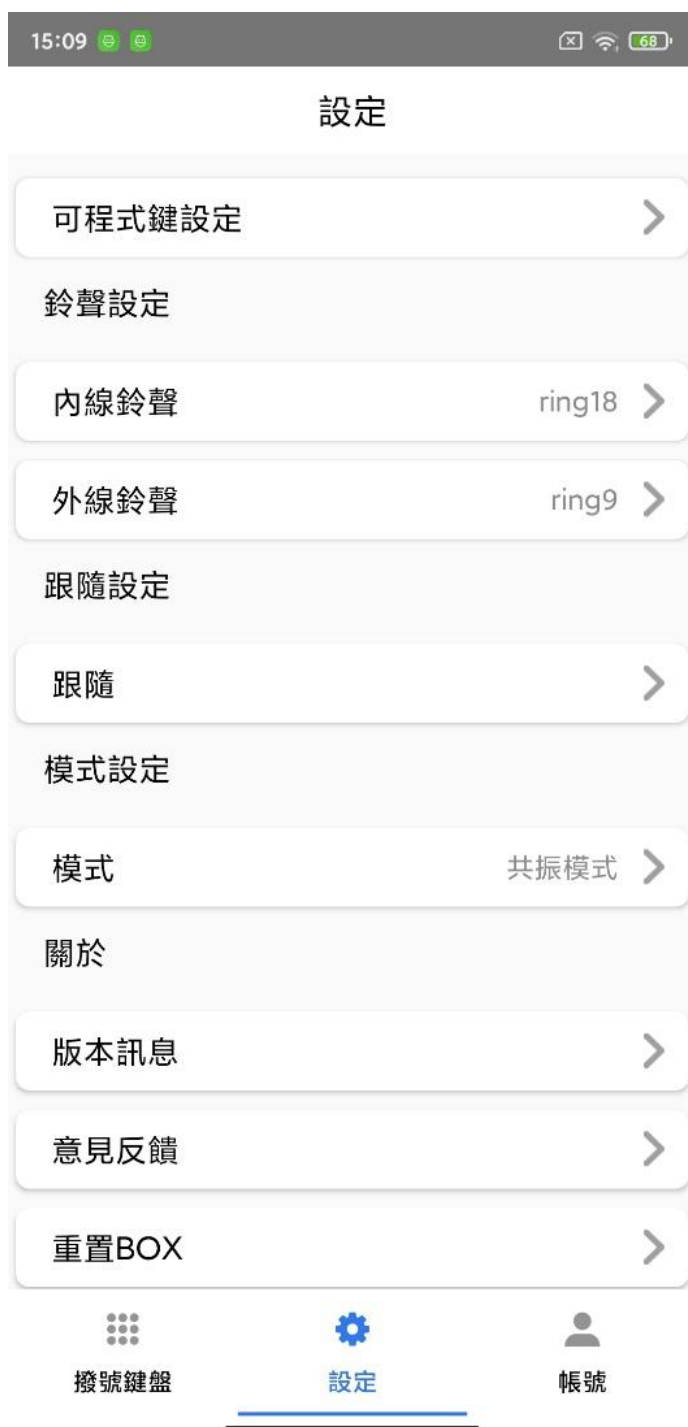 15:09 68
設定
可程式鍵設定
鈴聲設定
內線鈴聲 ring18
外線鈴聲 ring9
跟隨設定
跟隨
模式設定
模式 共振模式
關於
版本訊息
意見反饋
重置BOX
撥號鍵盤 設定 帳號